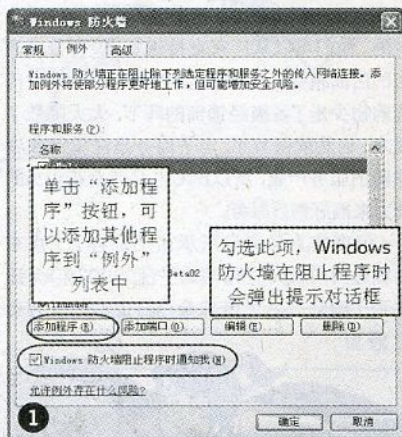 Windows 防火墙
常规 例外 高级
Windows 防火墙正在阻止除下列选定程序和服务之外的传入网络连接。添
加例外将使部分程序更好地工作，但可能增加安全风险。
程序和服务(P):
名称
单击“添加程
序”按钮，可
以添加其他程
序到“例外”
列表中
勾选此项，Windows
防火墙在阻止程序时
会弹出提示对话框
Beta02
添加程序(R)... 添加端口(O)... 编辑(E)... 删除(D)
Windows 防火墙阻止程序时通知我(N)
允许例外存在什么风险?
1
确定 取消